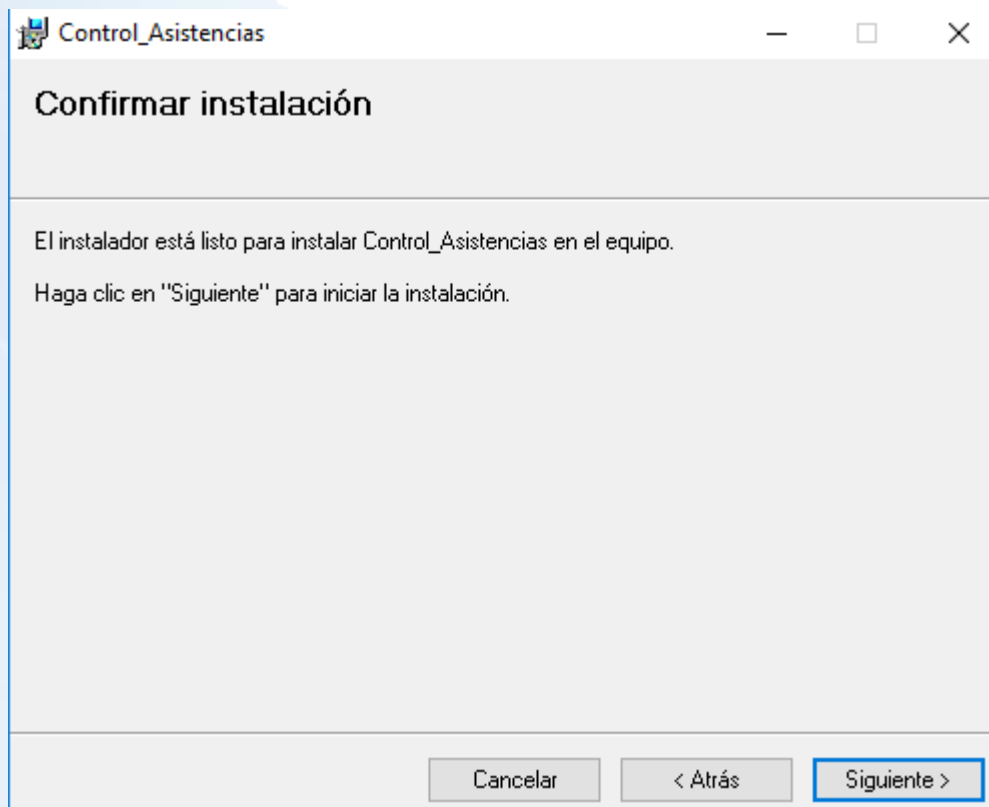 Control_Asistencias
Confirmar instalación
El instalador está listo para instalar Control_Asistencias en el equipo.
Haga clic en "Siguiente" para iniciar la instalación.
Cancelar
< Atrás
Siguiente >